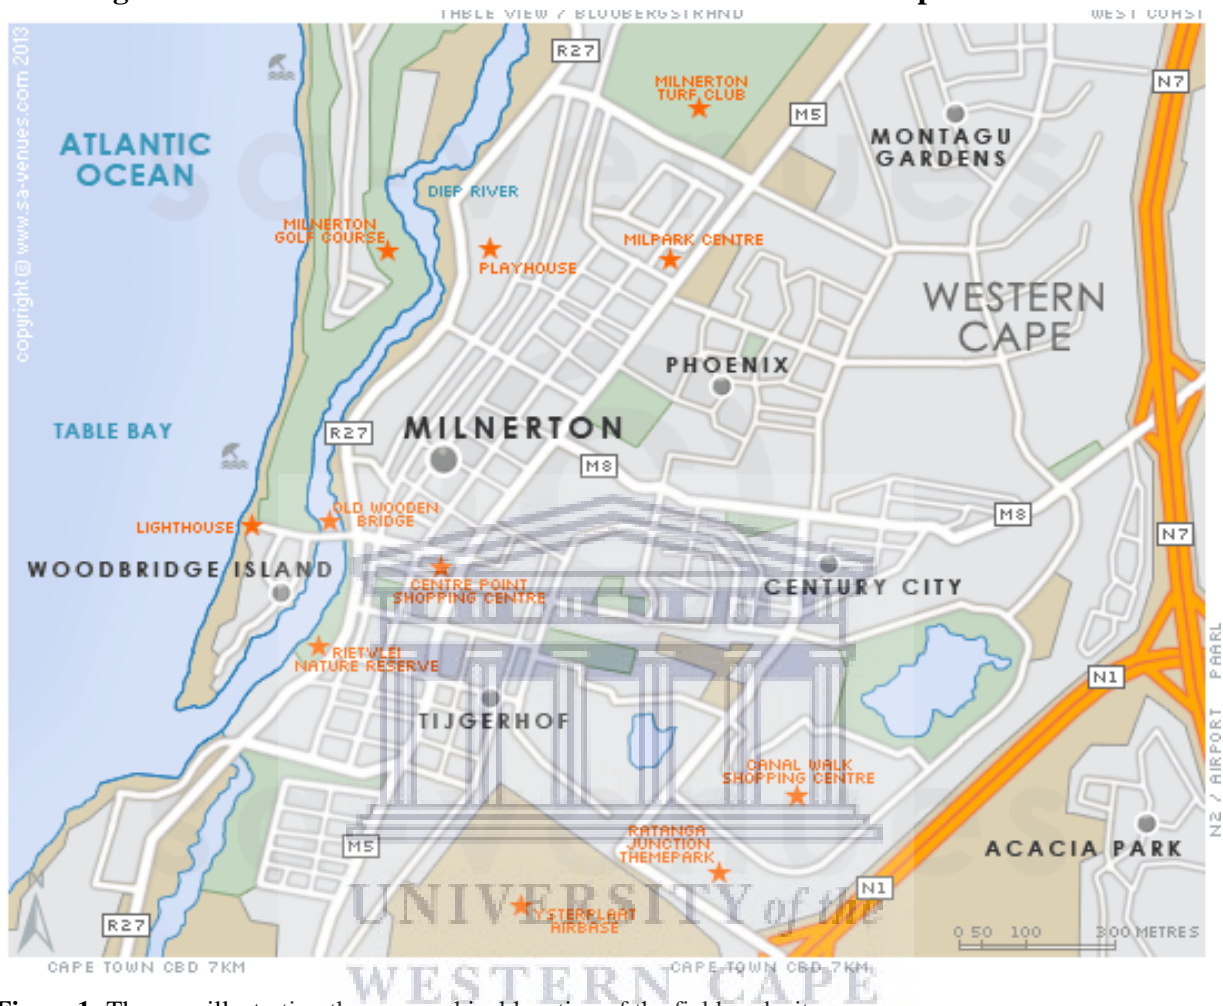 TABLE VIEW / BLOUBERGSTRAND
WEST COAST
copyright @ www.sa-venues.com 2013
R27
N7
MILNERTON
TURF CLUB
M5
MONTAGU
GARDENS
ATLANTIC
OCEAN
sa-venues
DIEP RIVER
MILNERTON
GOLF COURSE
MILPARK CENTRE
PLAYHOUSE
WESTERN
CAPE
PHOENIX
TABLE BAY
R27
MILNERTON
M8
OLD WOODEN
BRIDGE
LIGHTHOUSE
M8
N7
WOODBRIDGE ISLAND
CENTRE POINT
SHOPPING CENTRE
CENTURY CITY
RIETVLEI
NATURE RESERVE
N1
TIJGERHOF
CANAL WALK
SHOPPING CENTRE
N2 / AIRPORT PAARL
RATANGA
JUNCTION
THEMEPARK
M5
ACACIA PARK
N
N1
UNIVERSITY of the
YSTERPLAAT
AIRBASE
R27
0 50 100 300 METRES
CAPE TOWN CBD 7KM
CAPE TOWN CBD 7KM
WESTERN CAPE